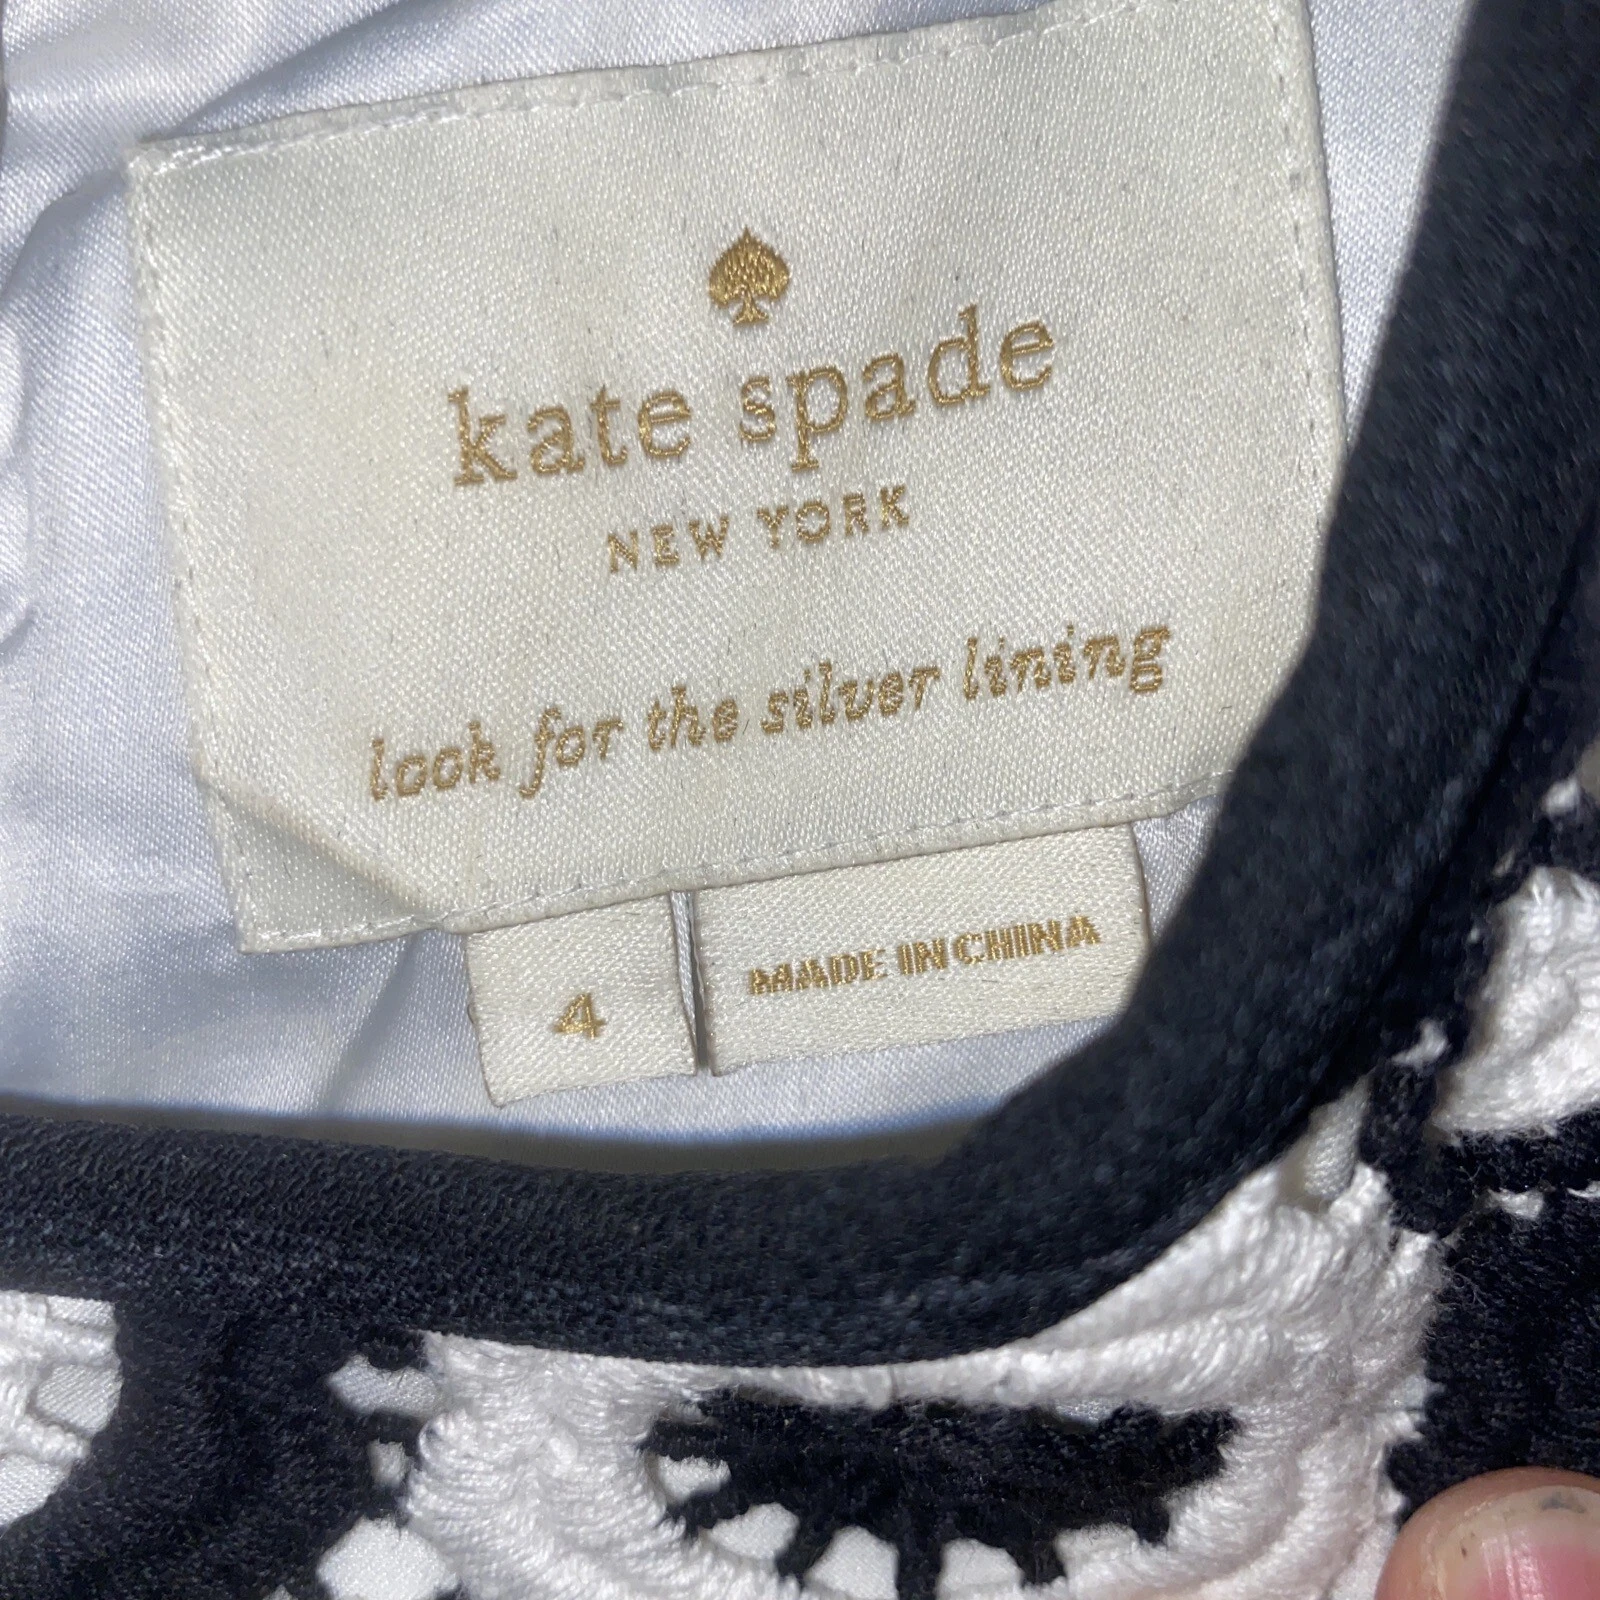 kate spade
NEW YORK
look for the silver lining
4
MADE IN CHINA